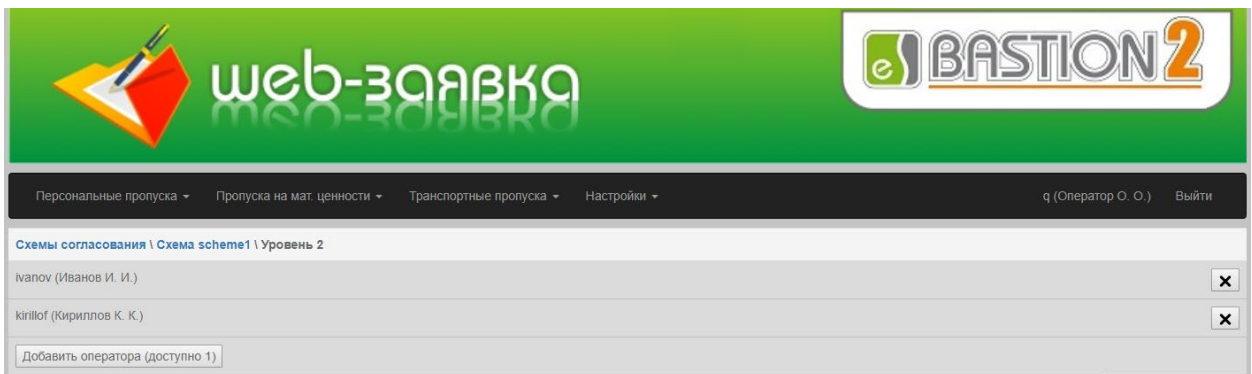 web-заявка
eS BASTION 2
Персональные пропуска Пропуска на мат. ценности Транспортные пропуска Настройки q (Оператор О. О.) Выйти
Схемы согласования \ Схема scheme1 \ Уровень 2
ivanov (Иванов И. И.)
kirillof (Кириллов К. К.)
Добавить оператора (доступно 1)